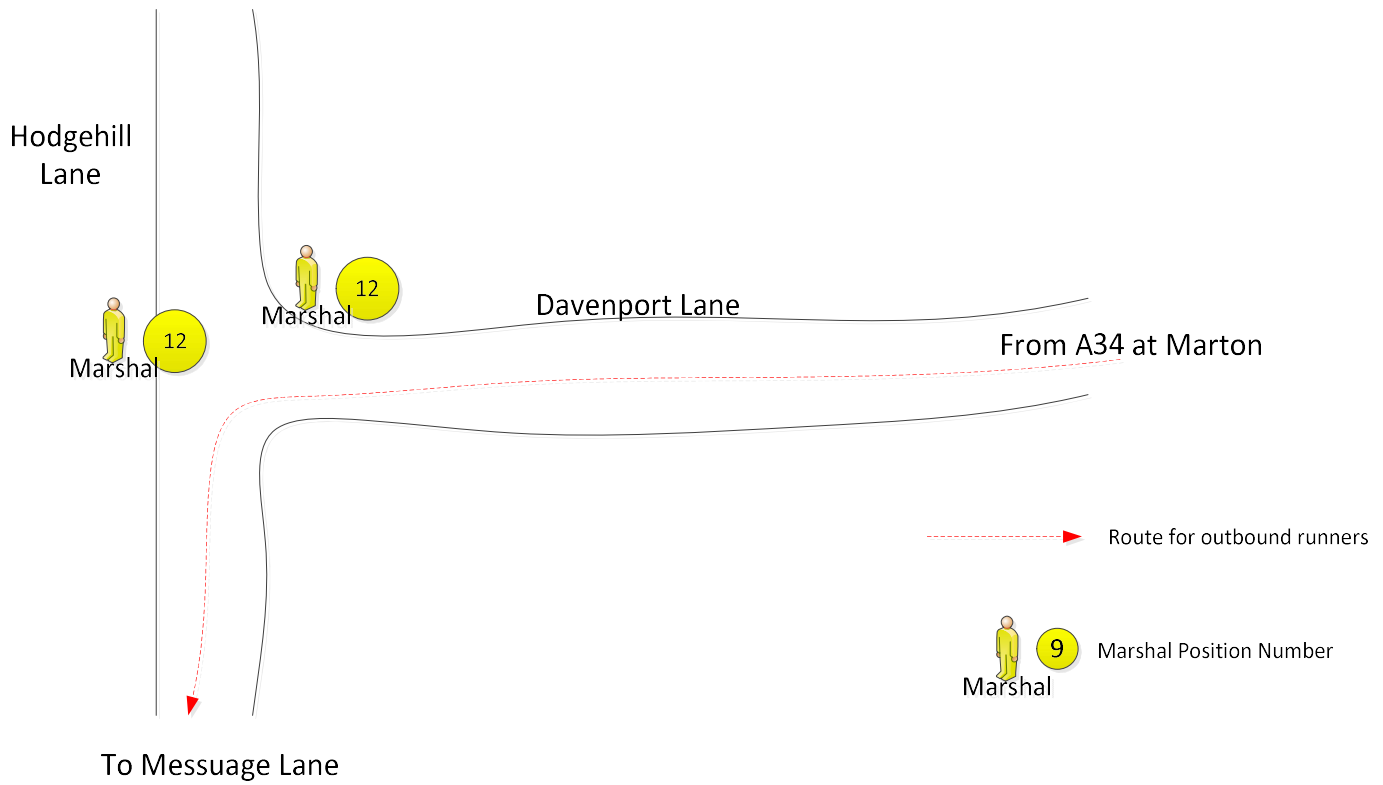 Hodgehill
Lane
12
Marshal
Davenport Lane
12
Marshal
From A34 at Marton
Route for outbound runners
9
Marshal Position Number
Marshal
To Messuage Lane